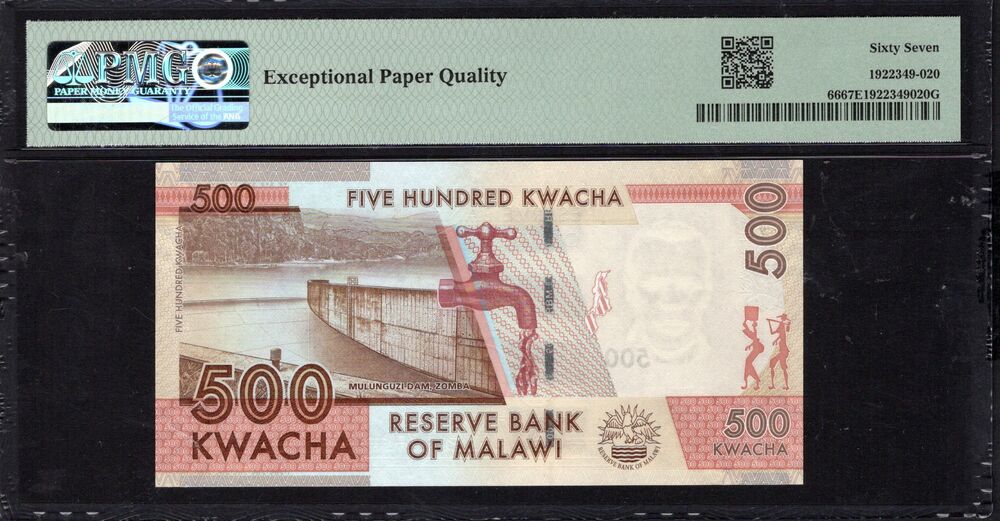 PMG
PAPER MONEY GUARANTY
The Official Grading
Service of the ANA
Exceptional Paper Quality
Sixty Seven
1922349-020
6667E1922349020G
500
FIVE HUNDRED KWACHA
500
FIVE HUNDRED KWACHA
RBM
500
MULUNGUZI DAM, ZOMBA
500
KWACHA
RESERVE BANK
OF MALAWI
RESERVE BANK OF MALAWI
500
KWACHA